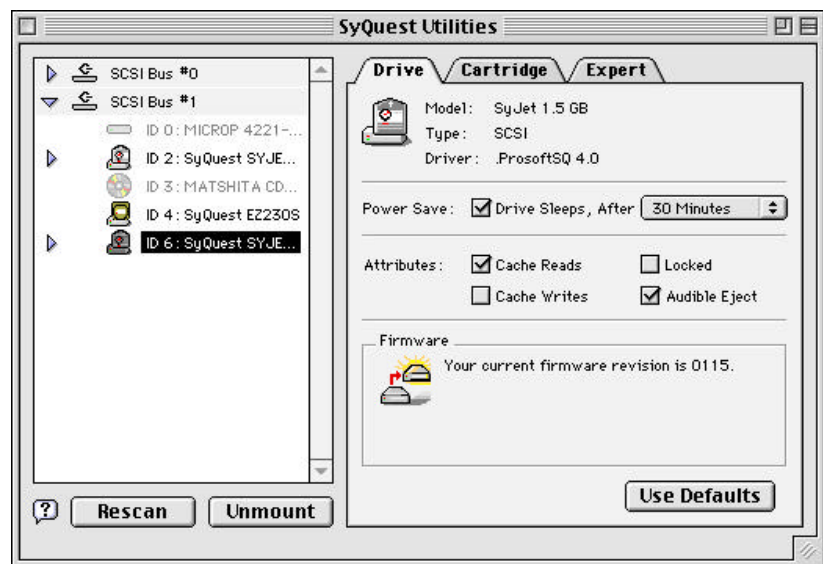 SyQuest Utilities
SCSI Bus #0
SCSI Bus #1
ID 0: MICROP 4221-...
ID 2: SyQuest SYJE...
ID 3: MATSHITA CD...
ID 4: SyQuest EZ230S
ID 6: SyQuest SYJE...
Rescan
Unmount
Drive
Cartridge
Expert
Model: SyJet 1.5 GB
Type: SCSI
Driver: .ProsoftSQ 4.0
Power Save: Drive Sleeps, After 30 Minutes
Attributes: Cache Reads Locked
Cache Writes Audible Eject
Firmware
Your current firmware revision is 0115.
Use Defaults